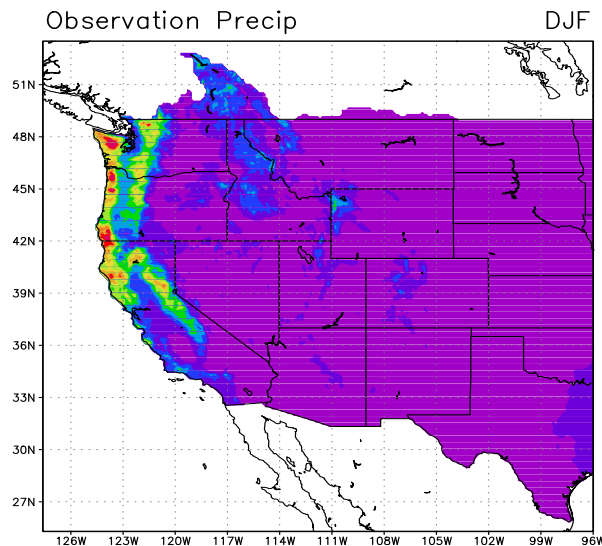 Observation Precip DJF
51N
48N
45N
42N
39N
36N
33N
30N
27N
126W 123W 120W 117W 114W 111W 108W 105W 102W 99W 96W